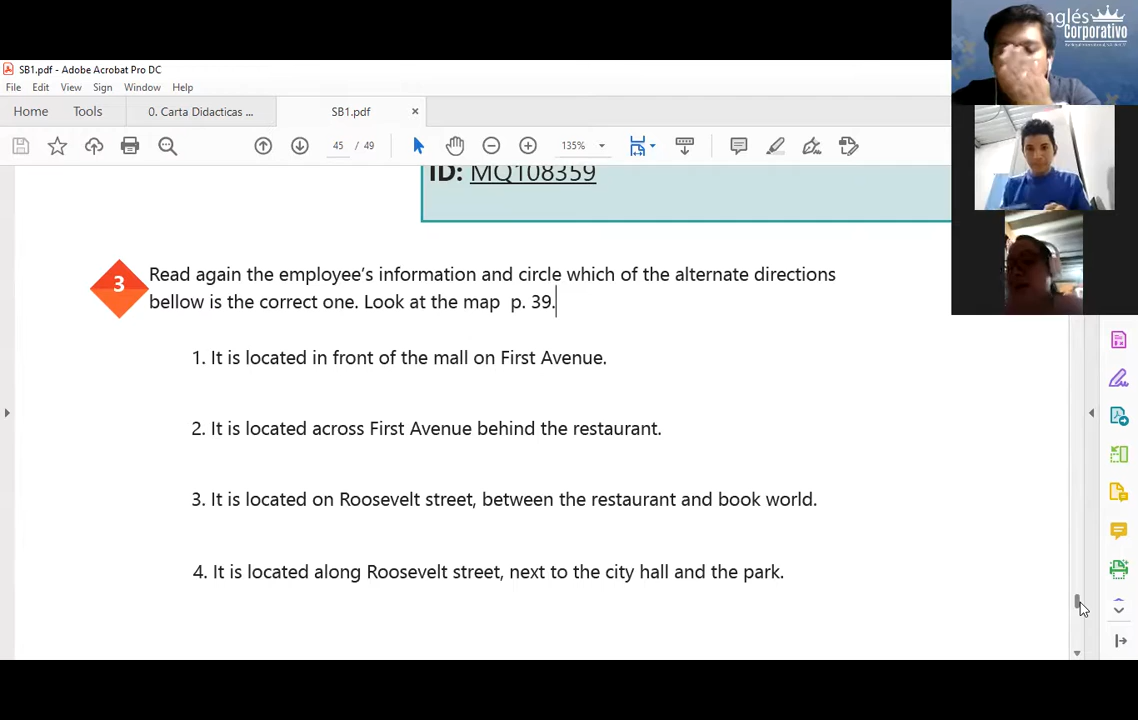 nglés
Corporativo
SB1.pdf - Adobe Acrobat Pro DC
File Edit View Sign Window Help
Home Tools 0. Carta Didacticas ... SB1.pdf ×
45 / 49 135%
ID: MQ108359
3
Read again the employee's information and circle which of the alternate directions
bellow is the correct one. Look at the map p. 39.
1. It is located in front of the mall on First Avenue.
2. It is located across First Avenue behind the restaurant.
3. It is located on Roosevelt street, between the restaurant and book world.
4. It is located along Roosevelt street, next to the city hall and the park.